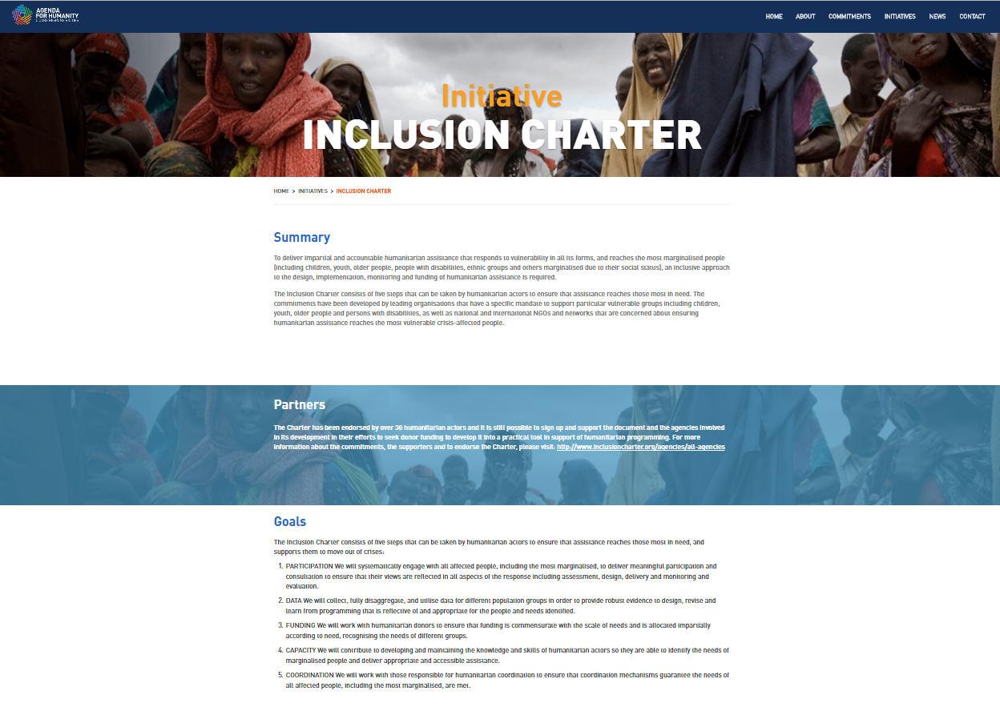 AGENDA
FOR HUMANITY
5 CORE RESPONSIBILITIES
HOME ABOUT COMMITMENTS INITIATIVES NEWS CONTACT
Initiative
INCLUSION CHARTER
HOME > INITIATIVES > INCLUSION CHARTER
Summary
To deliver impartial and accountable humanitarian assistance that responds to vulnerability in all its forms, and reaches the most marginalised people
(including children, youth, older people, people with disabilities, ethnic groups and others marginalised due to their social status), an inclusive approach
to the design, implementation, monitoring and funding of humanitarian assistance is required.
The Inclusion Charter consists of five steps that can be taken by humanitarian actors to ensure that assistance reaches those most in need. The
commitments have been developed by leading organisations that have a specific mandate to support particular vulnerable groups including children,
youth, older people and persons with disabilities, as well as national and international NGOs and networks that are concerned about ensuring
humanitarian assistance reaches the most vulnerable crisis-affected people.
Partners
The Charter has been endorsed by over 30 humanitarian actors and it is still possible to sign up and support the document and the agencies involved
in its development in their efforts to seek donor funding to develop it into a practical tool in support of humanitarian programming. For more
information about the commitments, the supporters and to endorse the Charter, please visit: http://www.inclusioncharter.org/agencies/all-agencies
Goals
The Inclusion Charter consists of five steps that can be taken by humanitarian actors to ensure that assistance reaches those most in need, and
supports them to move out of crises:
1. PARTICIPATION We will systematically engage with all affected people, including the most marginalised, to deliver meaningful participation and
consultation to ensure that their views are reflected in all aspects of the response including assessment, design, delivery and monitoring and
evaluation.
2. DATA We will collect, fully disaggregate, and utilise data for different population groups in order to provide robust evidence to design, revise and
learn from programming that is reflective of and appropriate for the people and needs identified.
3. FUNDING We will work with humanitarian donors to ensure that funding is commensurate with the scale of needs and is allocated impartially
according to need, recognising the needs of different groups.
4. CAPACITY We will contribute to developing and maintaining the knowledge and skills of humanitarian actors so they are able to identify the needs of
marginalised people and deliver appropriate and accessible assistance.
5. COORDINATION We will work with those responsible for humanitarian coordination to ensure that coordination mechanisms guarantee the needs of
all affected people, including the most marginalised, are met.